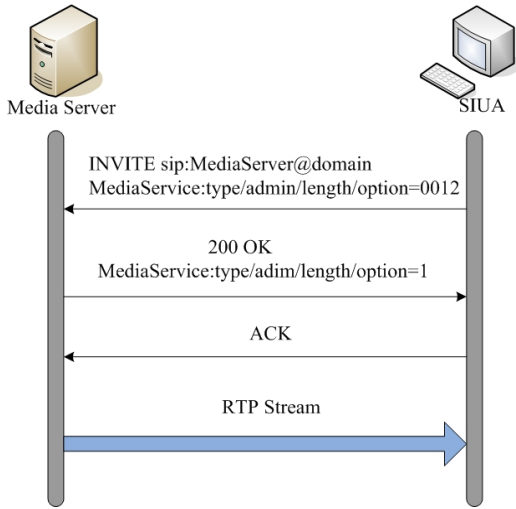 Media Server
SIUA
INVITE sip:MediaServer@domain
MediaService:type/admin/length/option=0012
200 OK
MediaService:type/adim/length/option=1
ACK
RTP Stream